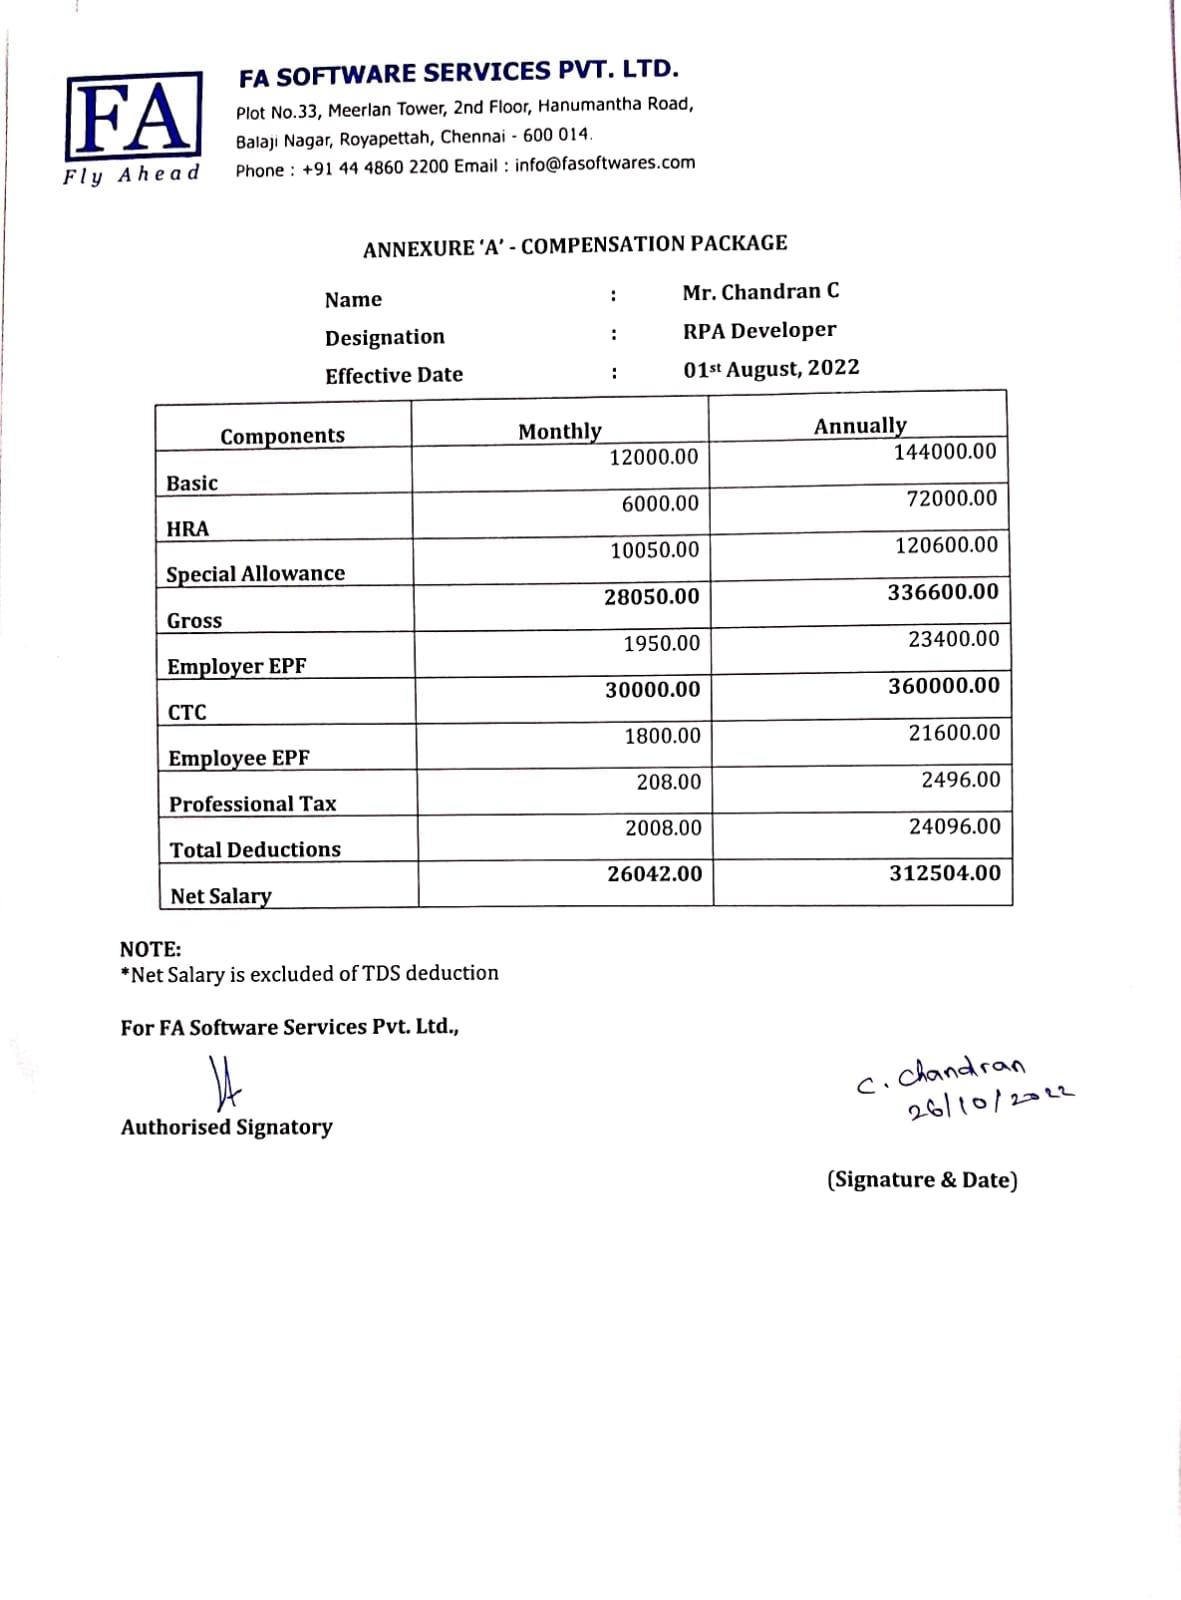 FA
Fly Ahead
FA SOFTWARE SERVICES PVT. LTD.
Plot No.33, Meerlan Tower, 2nd Floor, Hanumantha Road,
Balaji Nagar, Royapettah, Chennai - 600 014.
Phone : +91 44 4860 2200 Email : info@fasoftwares.com
ANNEXURE ‘A’ - COMPENSATION PACKAGE
Name : Mr. Chandran C
Designation : RPA Developer
Effective Date : 01st August, 2022
Components Monthly Annually
Basic 12000.00 144000.00
HRA 6000.00 72000.00
Special Allowance 10050.00 120600.00
Gross 28050.00 336600.00
Employer EPF 1950.00 23400.00
CTC 30000.00 360000.00
Employee EPF 1800.00 21600.00
Professional Tax 208.00 2496.00
Total Deductions 2008.00 24096.00
Net Salary 26042.00 312504.00
NOTE:
*Net Salary is excluded of TDS deduction
For FA Software Services Pvt. Ltd.,
Authorised Signatory
C. Chandran
26/10/2022
(Signature & Date)